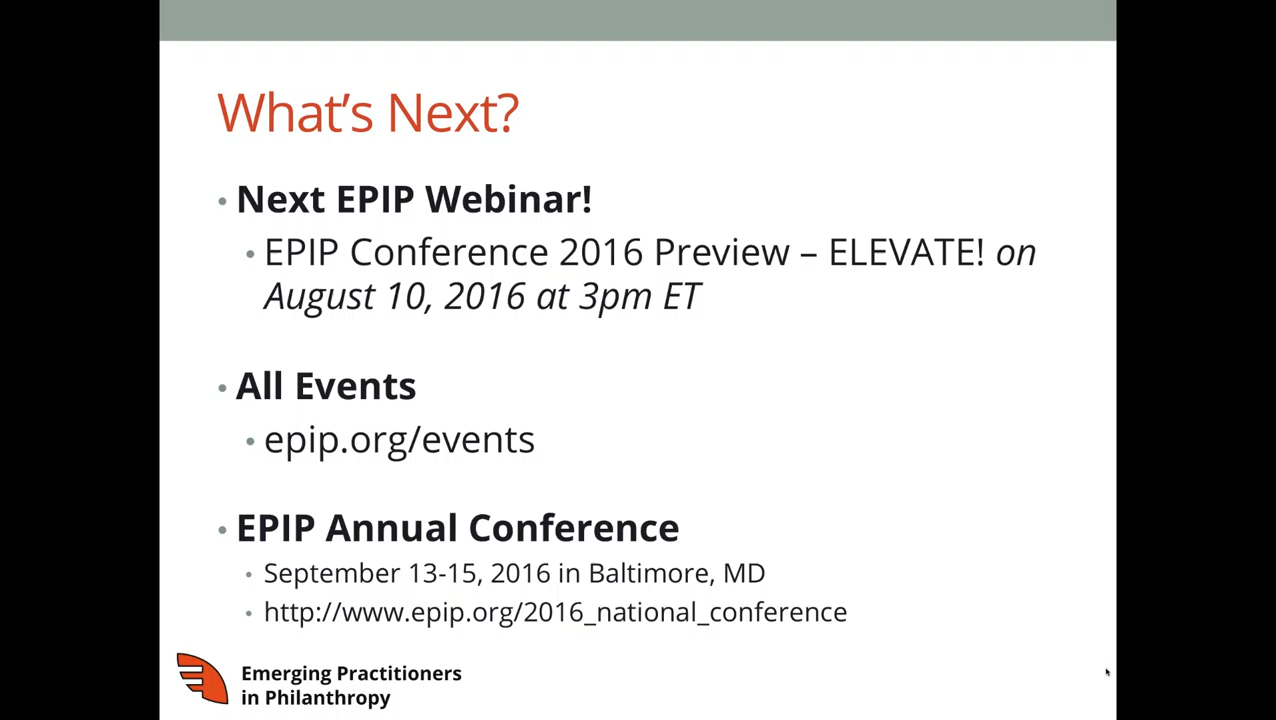 What's Next?
• Next EPIP Webinar!
• EPIP Conference 2016 Preview – ELEVATE! on
August 10, 2016 at 3pm ET
• All Events
• epip.org/events
• EPIP Annual Conference
• September 13-15, 2016 in Baltimore, MD
• http://www.epip.org/2016_national_conference
Emerging Practitioners
in Philanthropy